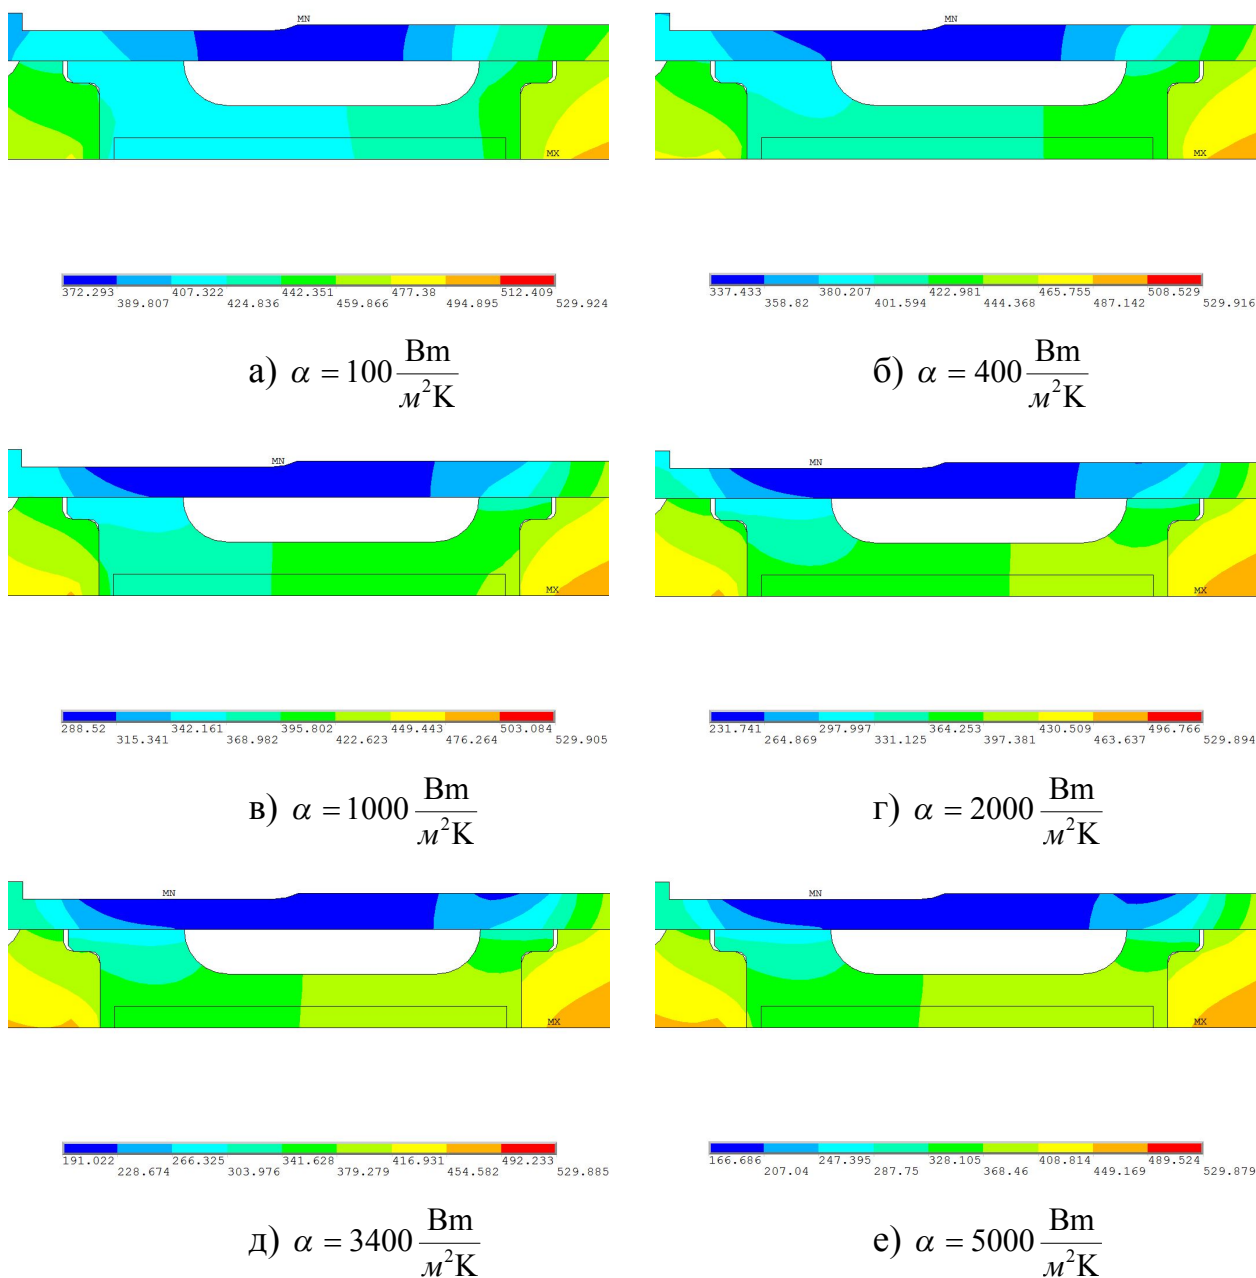 MN MN
MX MX
372.293 407.322 442.351 477.38 512.409
389.807 424.836 459.866 494.895 529.924
337.433 380.207 422.981 465.755 508.529
358.82 401.594 444.368 487.142 529.916
а) α = 100 Вт/м²К
б) α = 400 Вт/м²К
MN MN
MX MX
288.52 342.161 395.802 449.443 503.084
315.341 368.982 422.623 476.264 529.905
231.741 297.997 364.253 430.509 496.766
264.869 331.125 397.381 463.637 529.894
в) α = 1000 Вт/м²К
г) α = 2000 Вт/м²К
MN MN
MX MX
191.022 266.325 341.628 416.931 492.233
228.674 303.976 379.279 454.582 529.885
166.686 247.395 328.105 408.814 489.524
207.04 287.75 368.46 449.169 529.879
д) α = 3400 Вт/м²К
е) α = 5000 Вт/м²К